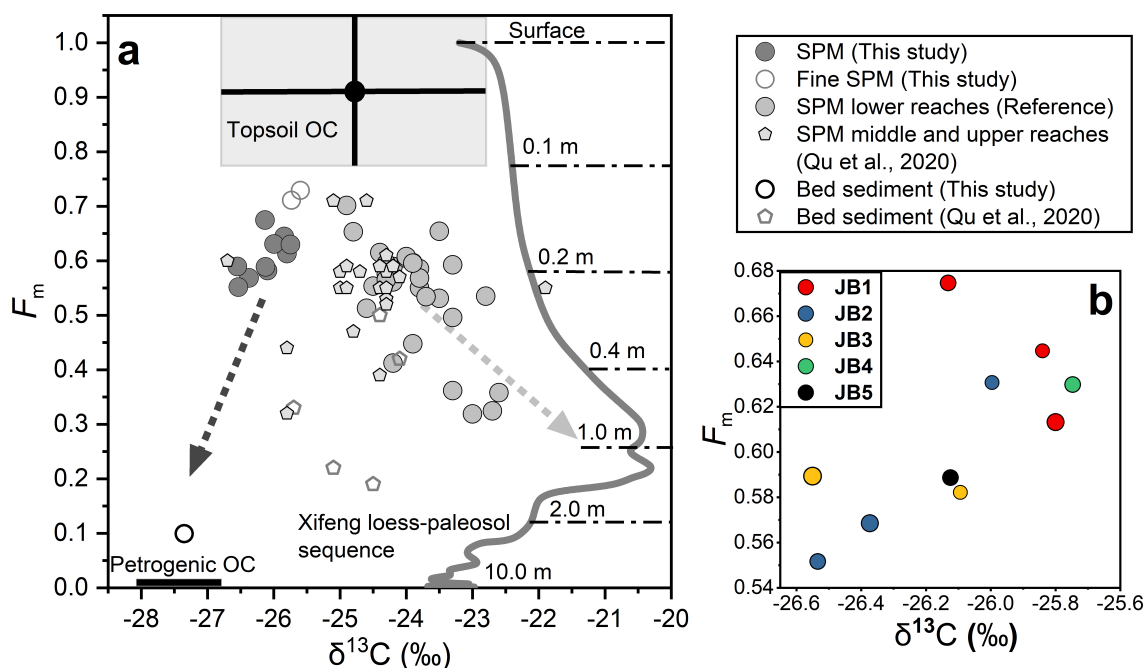 a
Surface
Topsoil OC
0.1 m
0.2 m
0.4 m
1.0 m
2.0 m
10.0 m
Xifeng loess-paleosol
sequence
Petrogenic OC
1.0
0.9
0.8
0.7
0.6
0.5
0.4
0.3
0.2
0.1
0.0
Fm
-28 -27 -26 -25 -24 -23 -22 -21 -20
δ13C (‰)
SPM (This study)
Fine SPM (This study)
SPM lower reaches (Reference)
SPM middle and upper reaches
(Qu et al., 2020)
Bed sediment (This study)
Bed sediment (Qu et al., 2020)
b
JB1
JB2
JB3
JB4
JB5
0.68
0.66
0.64
0.62
0.60
0.58
0.56
0.54
Fm
-26.6 -26.4 -26.2 -26.0 -25.8 -25.6
δ13C (‰)